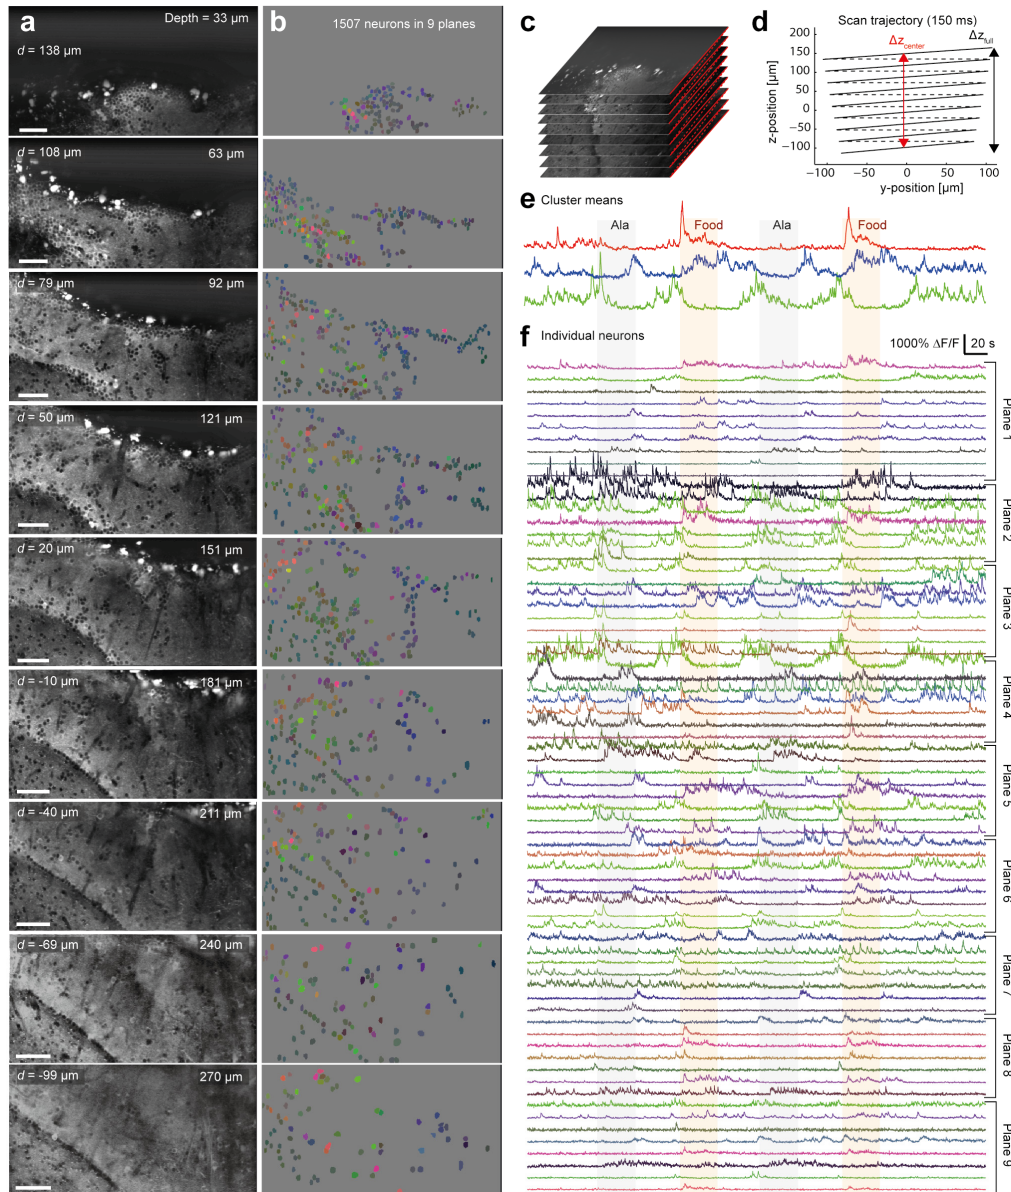 a
Depth = 33 µm
d = 138 µm
d = 108 µm
63 µm
d = 79 µm
92 µm
d = 50 µm
121 µm
d = 20 µm
151 µm
d = -10 µm
181 µm
d = -40 µm
211 µm
d = -69 µm
240 µm
d = -99 µm
270 µm
b
1507 neurons in 9 planes
c
d
Scan trajectory (150 ms)
Δzcenter
Δzfull
z-position [µm]
200
150
100
50
0
−50
−100
−100
−50
0
50
100
y-position [µm]
e Cluster means
Ala
Food
Ala
Food
f Individual neurons
1000% ΔF/F
20 s
Plane 1
Plane 2
Plane 3
Plane 4
Plane 5
Plane 6
Plane 7
Plane 8
Plane 9